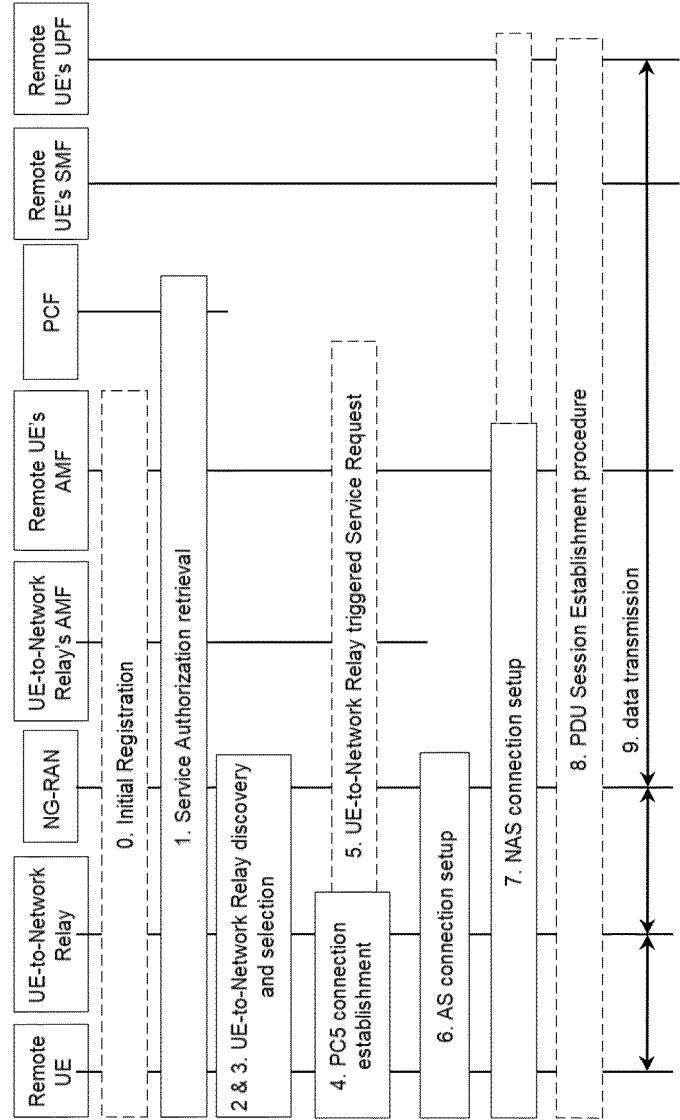 Remote
UE
UE-to-Network
Relay
NG-RAN
UE-to-Network
Relay's AMF
Remote UE's
AMF
PCF
Remote
UE's SMF
Remote
UE's UPF
0. Initial Registration
1. Service Authorization retrieval
2 & 3. UE-to-Network Relay discovery
and selection
4. PC5 connection
establishment
5. UE-to-Network Relay triggered Service Request
6. AS connection setup
7. NAS connection setup
8. PDU Session Establishment procedure
9. data transmission